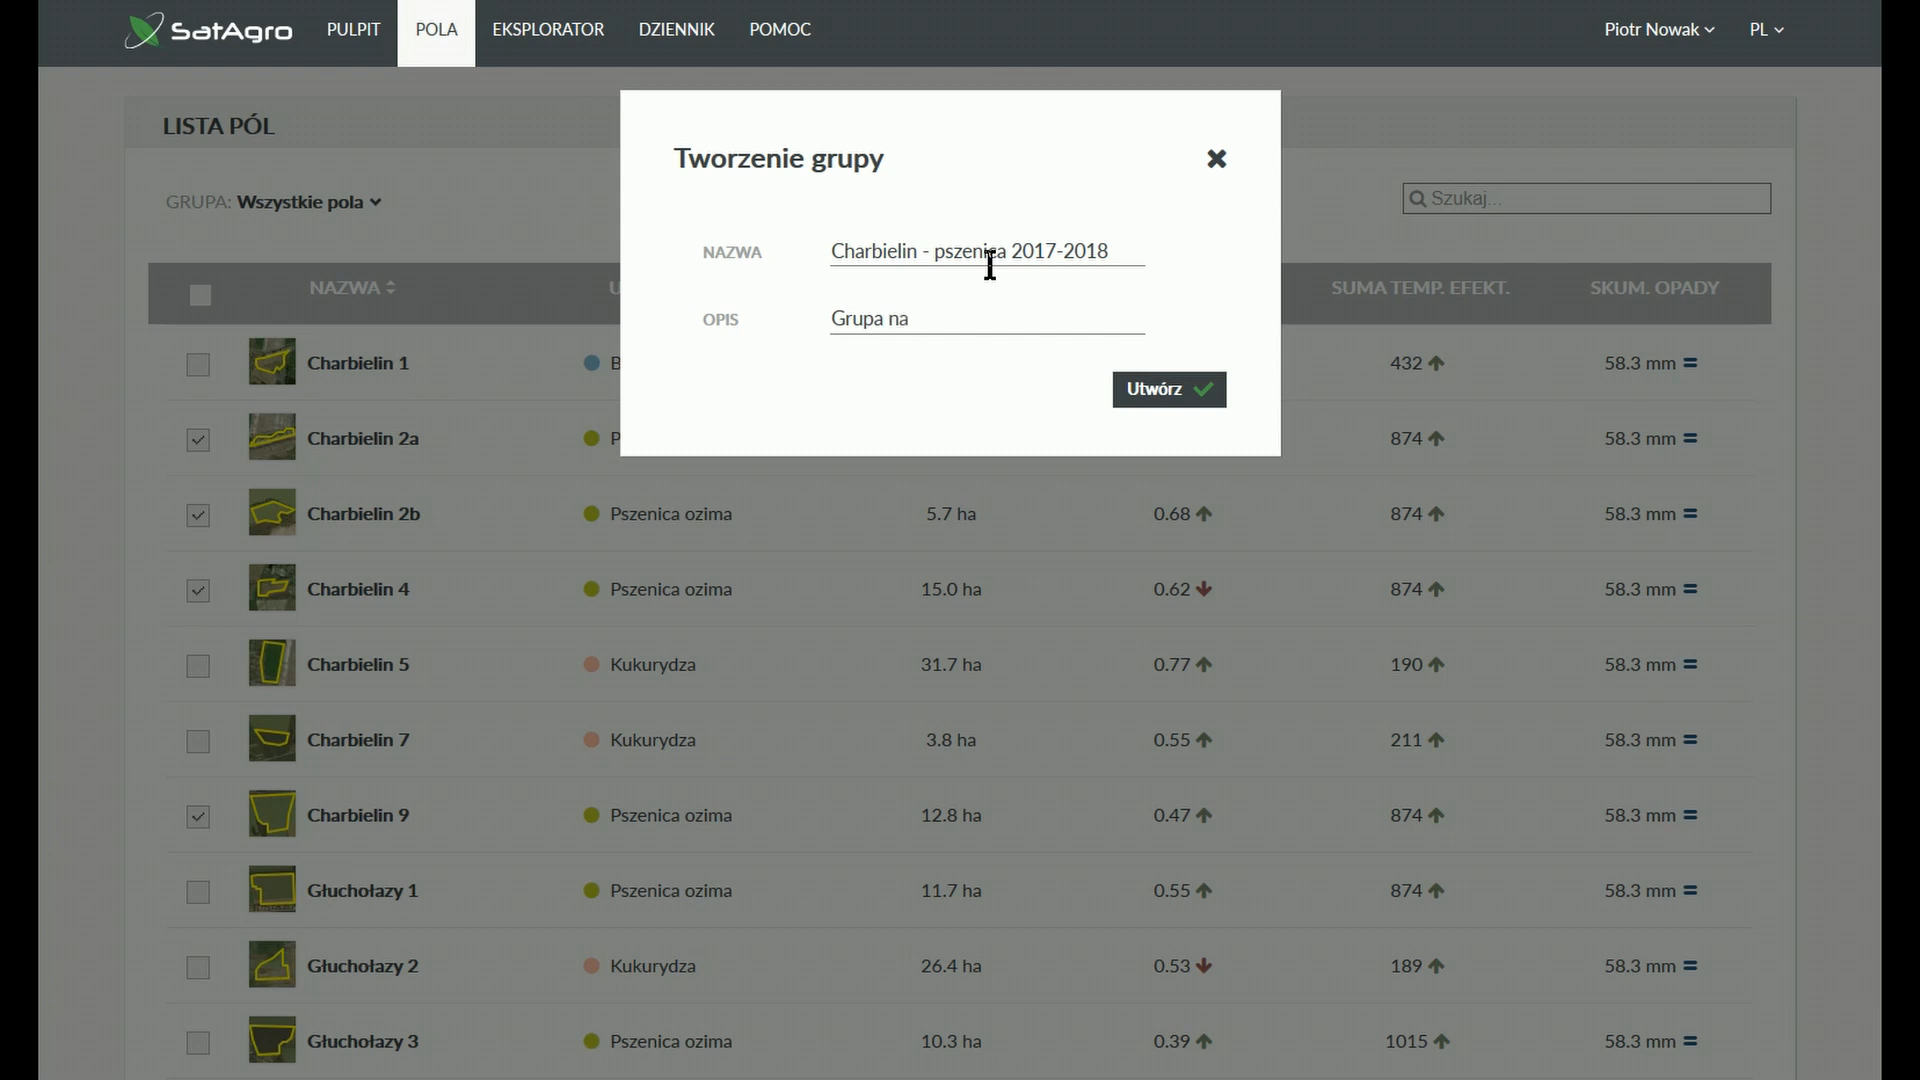 SatAgro PULPIT POLA EKSPLORATOR DZIENNIK POMOC Piotr Nowak PL
LISTA PÓL
GRUPA: Wszystkie pola
Szukaj...
Tworzenie grupy
NAZWA Charbielin - pszenica 2017-2018
OPIS Grupa na
Utwórz
NAZWA U SUMA TEMP. EFEKT. SKUM. OPADY
Charbielin 1 B 432 58.3 mm
Charbielin 2a P 874 58.3 mm
Charbielin 2b Pszenica ozima 5.7 ha 0.68 874 58.3 mm
Charbielin 4 Pszenica ozima 15.0 ha 0.62 874 58.3 mm
Charbielin 5 Kukurydza 31.7 ha 0.77 190 58.3 mm
Charbielin 7 Kukurydza 3.8 ha 0.55 211 58.3 mm
Charbielin 9 Pszenica ozima 12.8 ha 0.47 874 58.3 mm
Głuchołazy 1 Pszenica ozima 11.7 ha 0.55 874 58.3 mm
Głuchołazy 2 Kukurydza 26.4 ha 0.53 189 58.3 mm
Głuchołazy 3 Pszenica ozima 10.3 ha 0.39 1015 58.3 mm